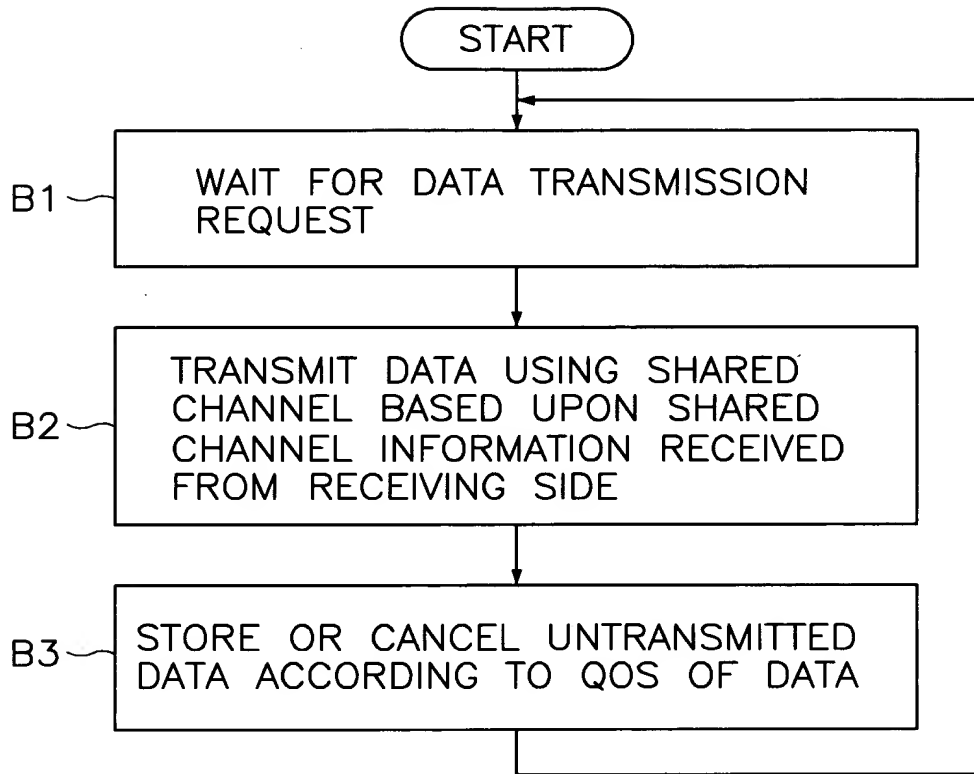 START
B1
WAIT FOR DATA TRANSMISSION
REQUEST
B2
TRANSMIT DATA USING SHARED
CHANNEL BASED UPON SHARED
CHANNEL INFORMATION RECEIVED
FROM RECEIVING SIDE
B3
STORE OR CANCEL UNTRANSMITTED
DATA ACCORDING TO QOS OF DATA